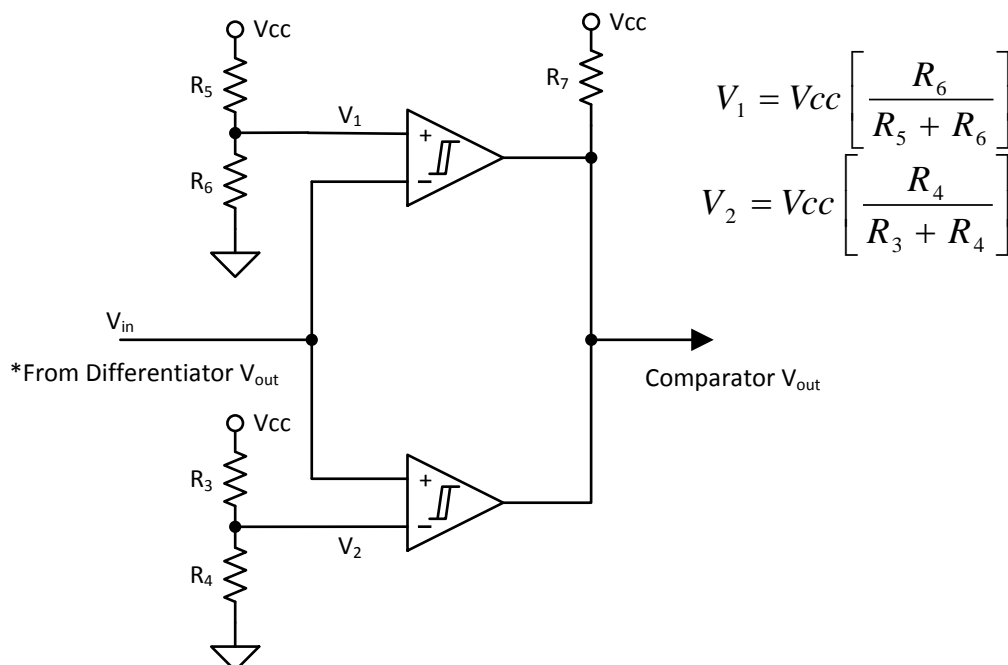 Vcc
R5
V1
R6
+
−
Vcc
R7
V1 = Vcc [ R6 / (R5 + R6) ]
V2 = Vcc [ R4 / (R3 + R4) ]
Vin
*From Differentiator Vout
Comparator Vout
Vcc
R3
+
−
V2
R4